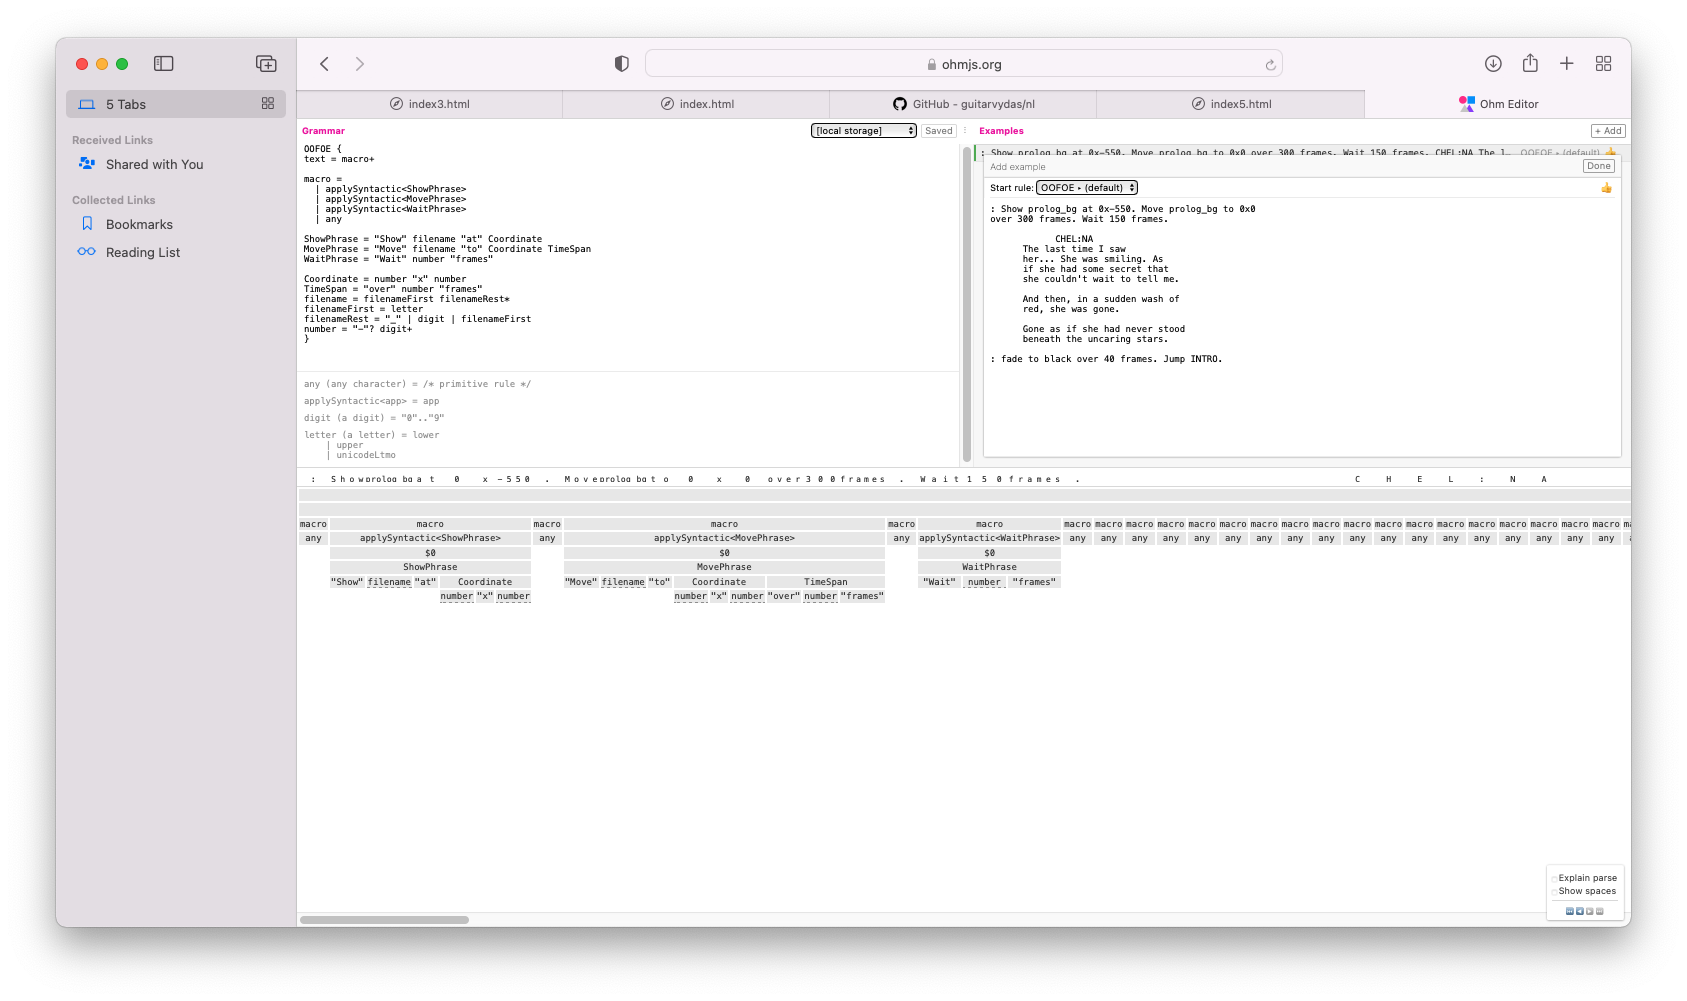 ohmjs.org
5 Tabs
Received Links
Shared with You
Collected Links
Bookmarks
Reading List
index3.html
index.html
GitHub - guitarvydas/nl
index5.html
Ohm Editor
Grammar
[local storage]
Saved
OOFOE {
text = macro+
macro =
| applySyntactic<ShowPhrase>
| applySyntactic<MovePhrase>
| applySyntactic<WaitPhrase>
| any
ShowPhrase = "Show" filename "at" Coordinate
MovePhrase = "Move" filename "to" Coordinate TimeSpan
WaitPhrase = "Wait" number "frames"
Coordinate = number "x" number
TimeSpan = "over" number "frames"
filename = filenameFirst filenameRest*
filenameFirst = letter
filenameRest = "_" | digit | filenameFirst
number = "-"? digit+
}
any (any character) = /* primitive rule */
applySyntactic<app> = app
digit (a digit) = "0".."9"
letter (a letter) = lower
| upper
| unicodeLtmo
Examples
+ Add
: Show prolog_bg at 0x-550. Move prolog_bg to 0x0 over 300 frames. Wait 150 frames. CHEL:NA The l… OOFOE ▸ (default) 👍
Add example
Done
Start rule: OOFOE ▸ (default) 👍
: Show prolog_bg at 0x-550. Move prolog_bg to 0x0
over 300 frames. Wait 150 frames.
CHEL:NA
The last time I saw
her... She was smiling. As
if she had some secret that
she couldn't wait to tell me.
And then, in a sudden wash of
red, she was gone.
Gone as if she had never stood
beneath the uncaring stars.
: fade to black over 40 frames. Jump INTRO.
: Show prolog_bg at 0 x -550 . Move prolog_bg to 0 x 0 over 300 frames . Wait 150 frames . C H E L : N A
macro macro macro macro macro macro macro macro macro macro macro macro macro macro macro macro macro macro macro macro macro macro macro macro
any applySyntactic<ShowPhrase> any applySyntactic<MovePhrase> any applySyntactic<WaitPhrase> any any any any any any any any any any any any any any any any any any
$0 $0 $0
ShowPhrase MovePhrase WaitPhrase
"Show" filename "at" Coordinate "Move" filename "to" Coordinate TimeSpan "Wait" number "frames"
number "x" number number "x" number "over" number "frames"
Explain parse
Show spaces